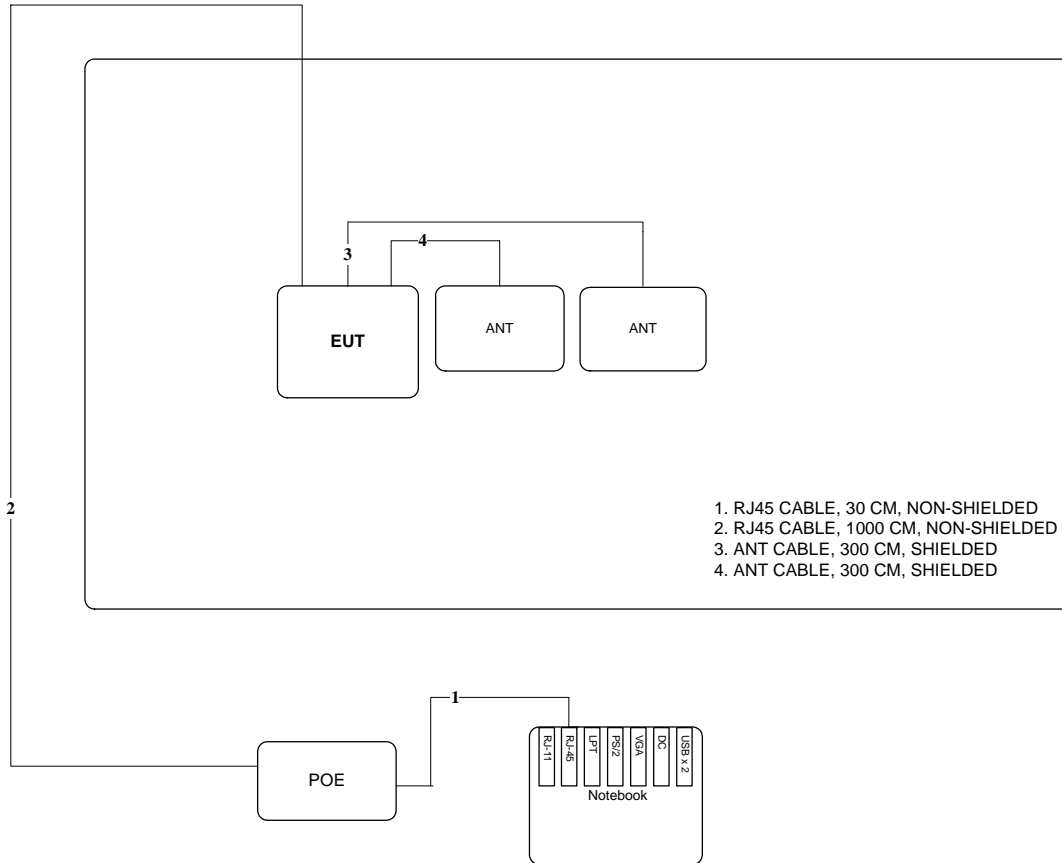 4
3
EUT
ANT
ANT
2
1. RJ45 CABLE, 30 CM, NON-SHIELDED
2. RJ45 CABLE, 1000 CM, NON-SHIELDED
3. ANT CABLE, 300 CM, SHIELDED
4. ANT CABLE, 300 CM, SHIELDED
1
POE
RJ-11
RJ-45
LPT
PS/2
VGA
DC
USB x 2
Notebook